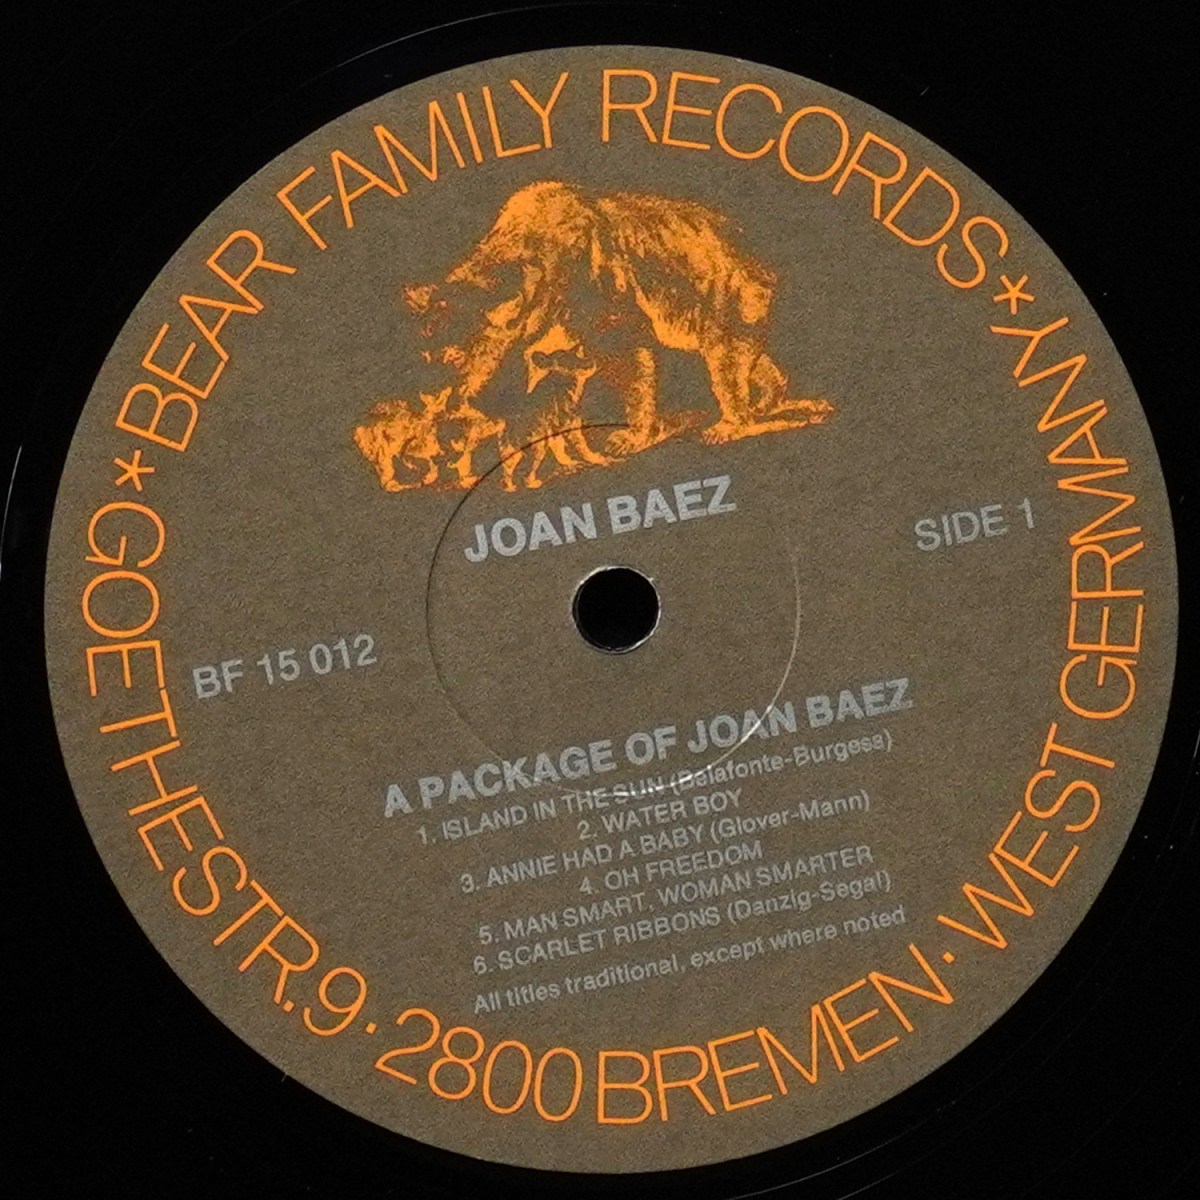 *BEAR FAMILY RECORDS*
GOETHESTR.9·2800 BREMEN·WEST GERMANY
JOAN BAEZ
SIDE 1
BF 15 012
A PACKAGE OF JOAN BAEZ
1. ISLAND IN THE SUN (Belafonte-Burgesa)
2. WATER BOY
3. ANNIE HAD A BABY (Glover-Mann)
4. OH FREEDOM
5. MAN SMART, WOMAN SMARTER
6. SCARLET RIBBONS (Danzig-Segal)
All titles traditional, except where noted